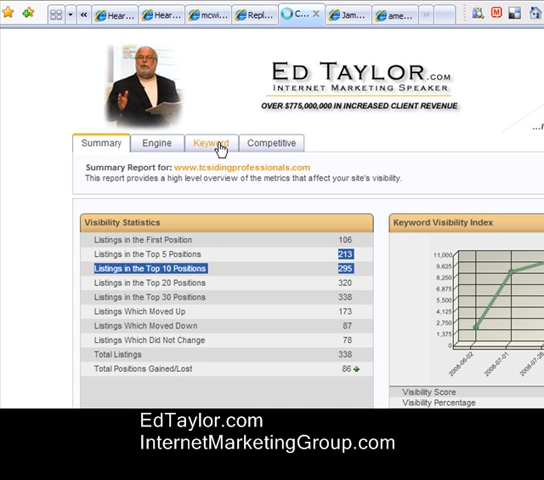 Hear...
Hear...
mcwi...
Repl...
C...
Jam...
ame...
ED TAYLOR.COM
INTERNET MARKETING SPEAKER
OVER $775,000,000 IN INCREASED CLIENT REVENUE
Summary Engine Keyword Competitive
Summary Report for: www.tcsidingprofessionals.com
This report provides a high level overview of the metrics that affect your site's visibility.
Visibility Statistics
Listings in the First Position 106
Listings in the Top 5 Positions 213
Listings in the Top 10 Positions 295
Listings in the Top 20 Positions 320
Listings in the Top 30 Positions 338
Listings Which Moved Up 173
Listings Which Moved Down 87
Listings Which Did Not Change 78
Total Listings 338
Total Positions Gained/Lost 86
Keyword Visibility Index
11,000
9,625
8,250
6,875
5,500
4,125
2,750
1,375
0
2008-06-02
2008-07-01
Visibility Score
Visibility Percentage
EdTaylor.com
InternetMarketingGroup.com